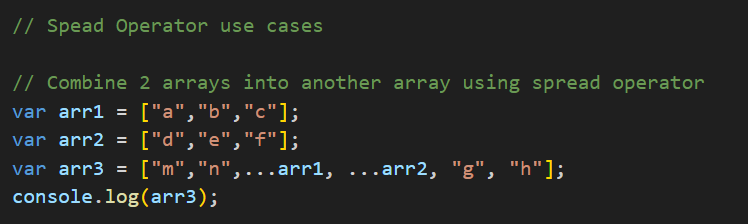 // Spead Operator use cases
// Combine 2 arrays into another array using spread operator
var arr1 = ["a","b","c"];
var arr2 = ["d","e","f"];
var arr3 = ["m","n",...arr1, ...arr2, "g", "h"];
console.log(arr3);